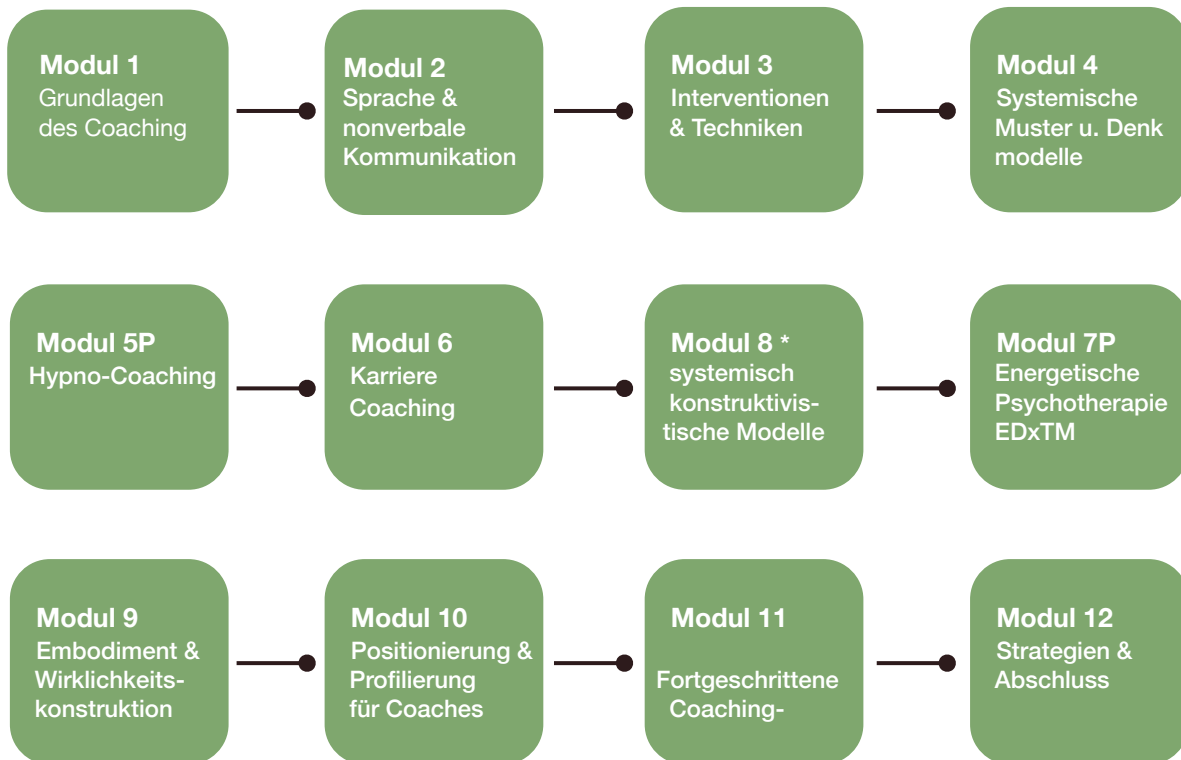 Modul 1
Grundlagen
des Coaching
Modul 2
Sprache &
nonverbale
Kommunikation
Modul 3
Interventionen
& Techniken
Modul 4
Systemische
Muster u. Denk
modelle
Modul 5P
Hypno-Coaching
Modul 6
Karriere
Coaching
Modul 8 *
systemisch
konstruktivis-
tische Modelle
Modul 7P
Energetische
Psychotherapie
EDxTM
Modul 9
Embodiment &
Wirklichkeits-
konstruktion
Modul 10
Positionierung &
Profilierung
für Coaches
Modul 11
Fortgeschrittene
Coaching-
Modul 12
Strategien &
Abschluss